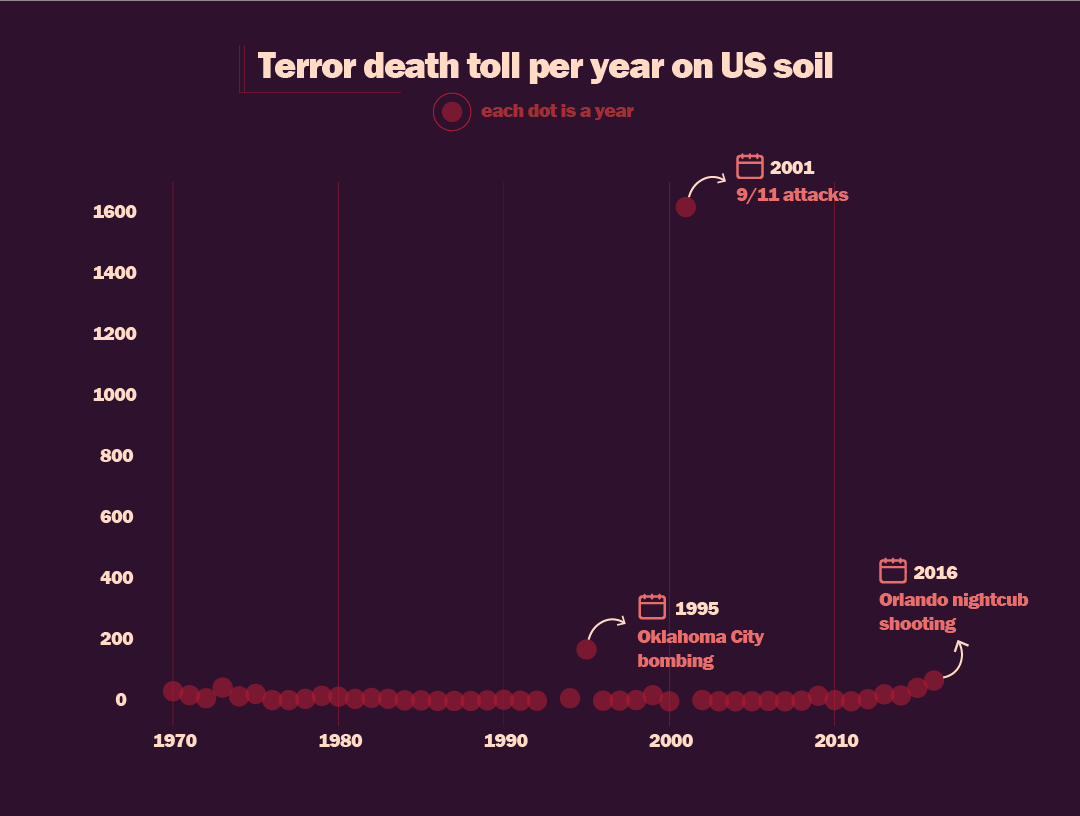 Terror death toll per year on US soil
each dot is a year
2001
9/11 attacks
1600
1400
1200
1000
800
600
400
2016
Orlando nightcub
shooting
1995
Oklahoma City
bombing
200
0
1970
1980
1990
2000
2010